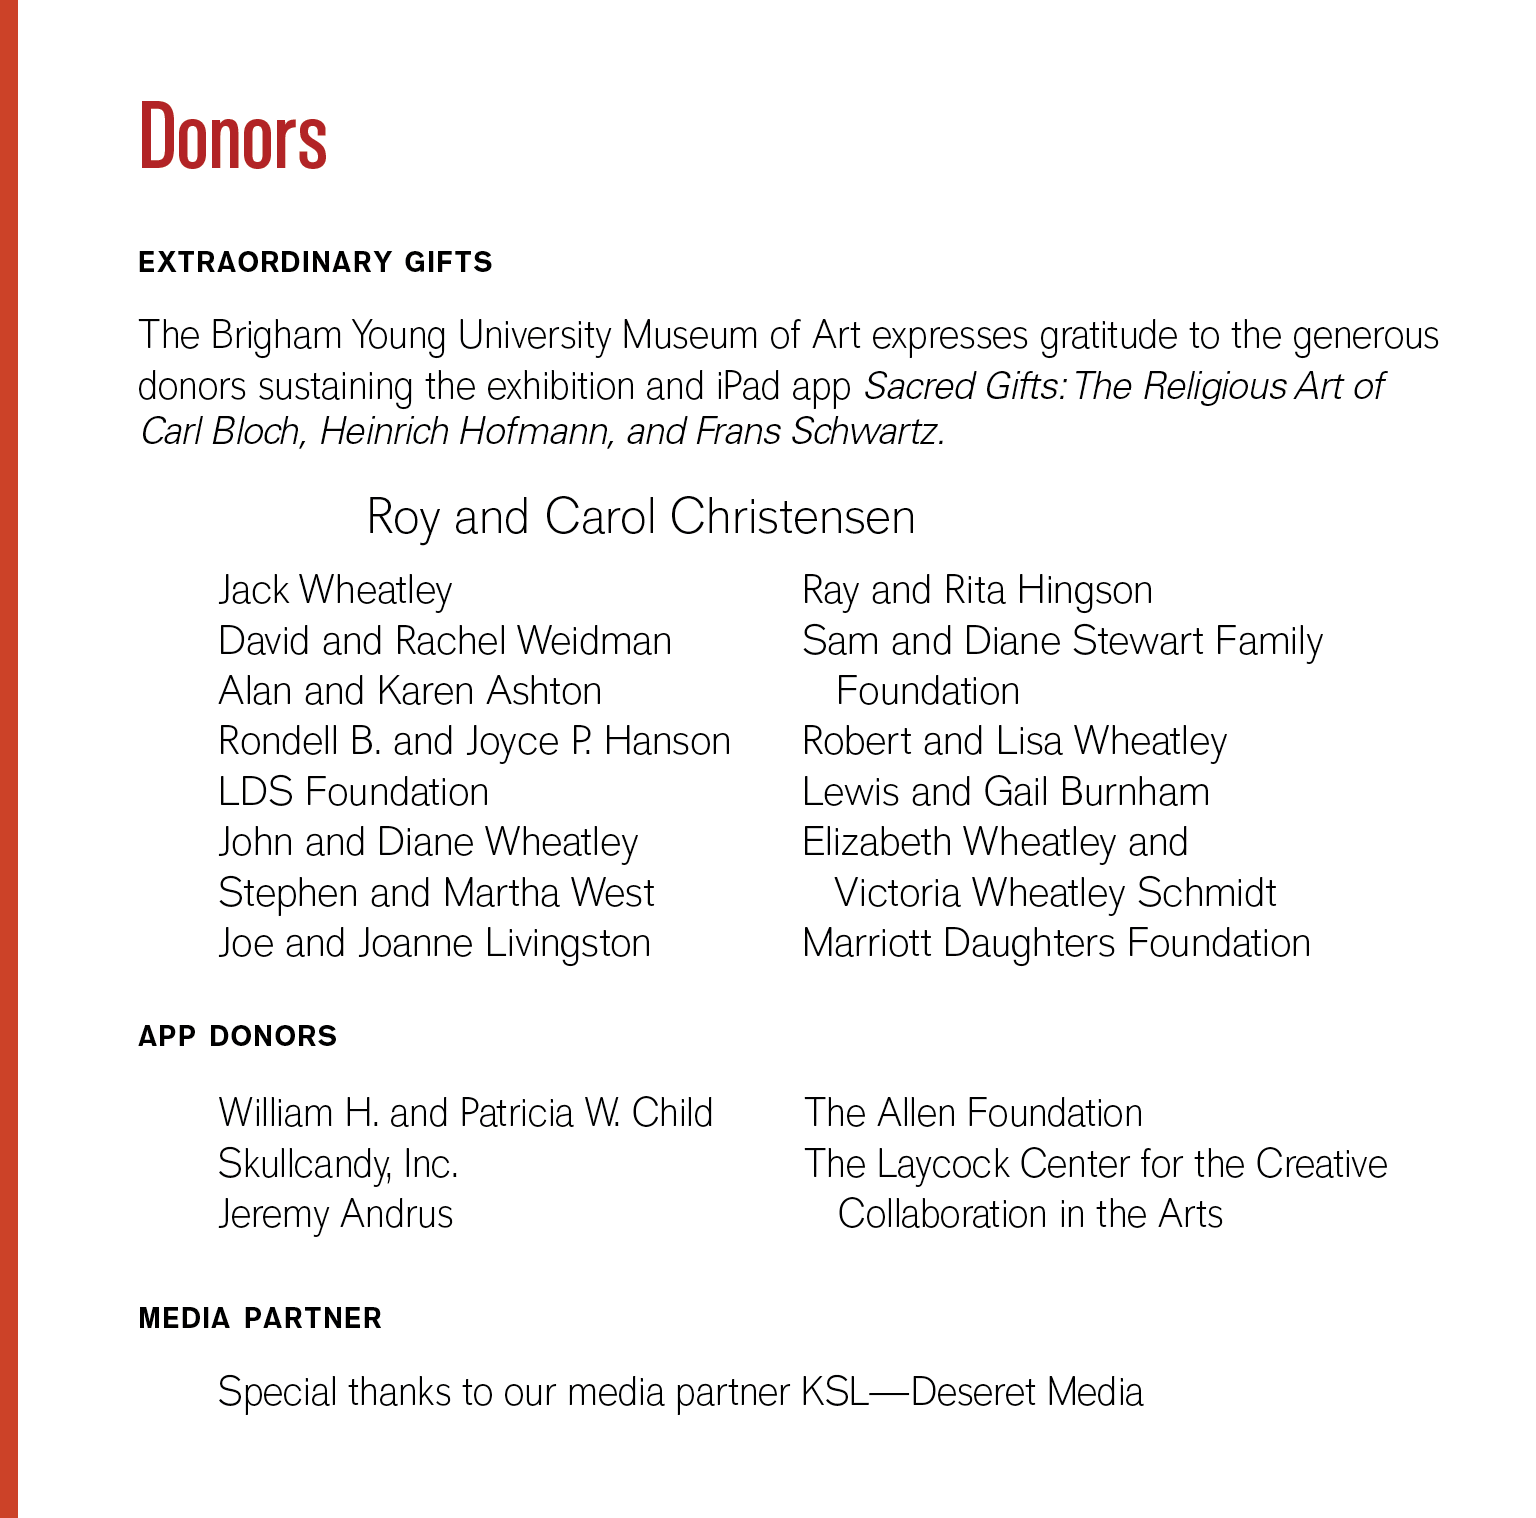 Donors
EXTRAORDINARY GIFTS
The Brigham Young University Museum of Art expresses gratitude to the generous
donors sustaining the exhibition and iPad app Sacred Gifts: The Religious Art of
Carl Bloch, Heinrich Hofmann, and Frans Schwartz.
Roy and Carol Christensen
Jack Wheatley
David and Rachel Weidman
Alan and Karen Ashton
Rondell B. and Joyce P. Hanson
LDS Foundation
John and Diane Wheatley
Stephen and Martha West
Joe and Joanne Livingston
Ray and Rita Hingson
Sam and Diane Stewart Family
Foundation
Robert and Lisa Wheatley
Lewis and Gail Burnham
Elizabeth Wheatley and
Victoria Wheatley Schmidt
Marriott Daughters Foundation
APP DONORS
William H. and Patricia W. Child
Skullcandy, Inc.
Jeremy Andrus
The Allen Foundation
The Laycock Center for the Creative
Collaboration in the Arts
MEDIA PARTNER
Special thanks to our media partner KSL—Deseret Media